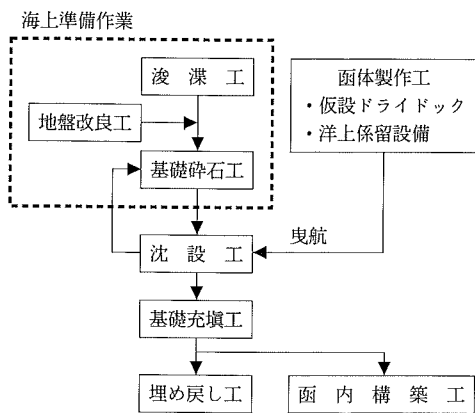 海上準備作業
浚渫工
地盤改良工
基礎砕石工
函体製作工
・仮設ドライドック
・洋上係留設備
曳航
沈設工
基礎充塡工
埋め戻し工
函内構築工